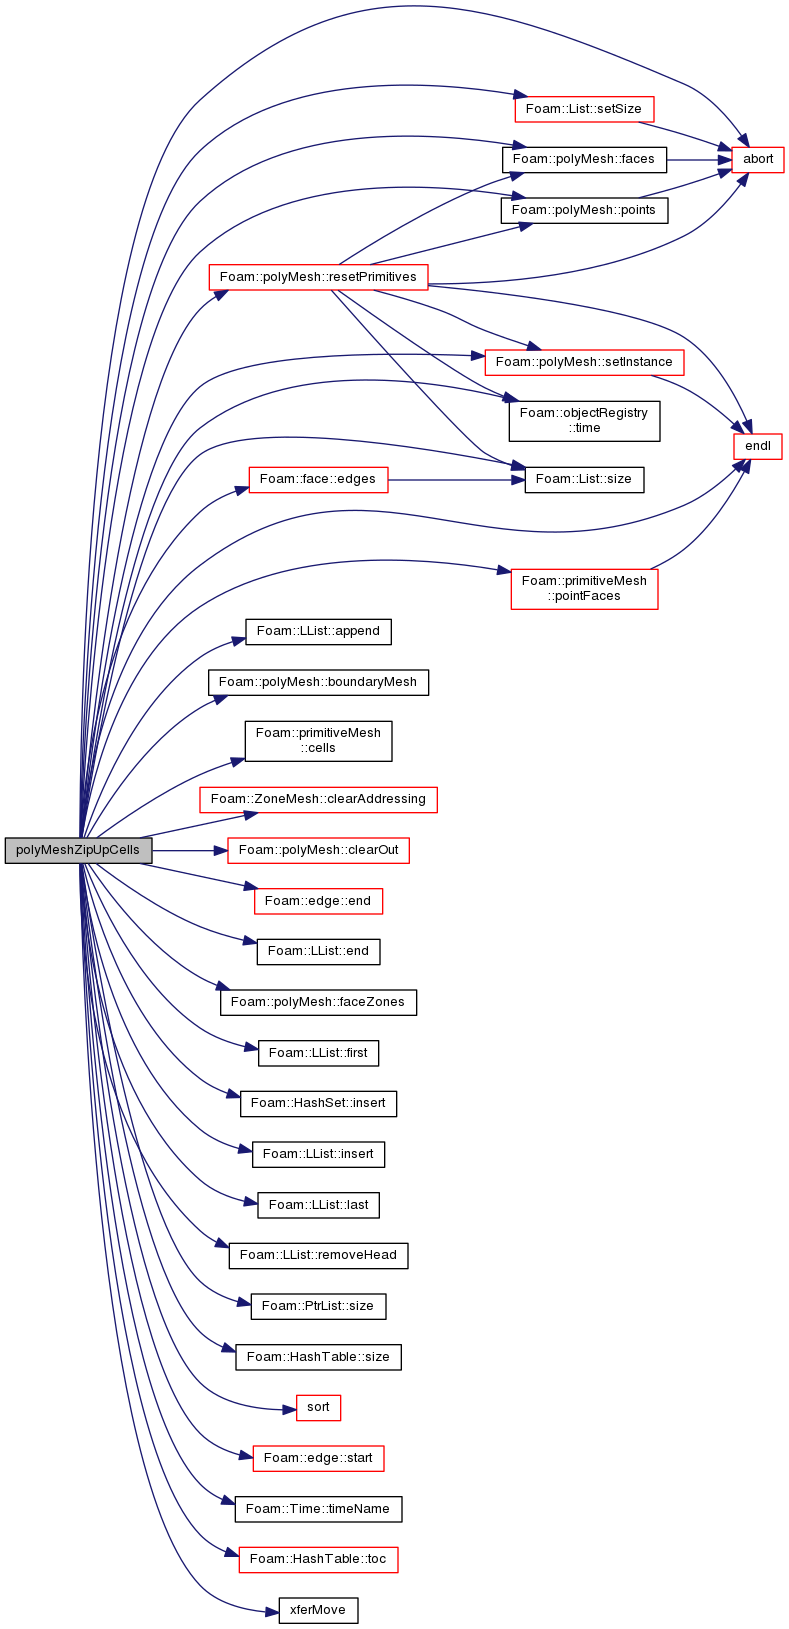 Foam::List::setSize
Foam::polyMesh::faces
abort
Foam::polyMesh::points
Foam::polyMesh::resetPrimitives
Foam::polyMesh::setInstance
Foam::objectRegistry
::time
endl
Foam::face::edges
Foam::List::size
Foam::primitiveMesh
::pointFaces
Foam::LList::append
Foam::polyMesh::boundaryMesh
Foam::primitiveMesh
::cells
Foam::ZoneMesh::clearAddressing
polyMeshZipUpCells
Foam::polyMesh::clearOut
Foam::edge::end
Foam::LList::end
Foam::polyMesh::faceZones
Foam::LList::first
Foam::HashSet::insert
Foam::LList::insert
Foam::LList::last
Foam::LList::removeHead
Foam::PtrList::size
Foam::HashTable::size
sort
Foam::edge::start
Foam::Time::timeName
Foam::HashTable::toc
xferMove